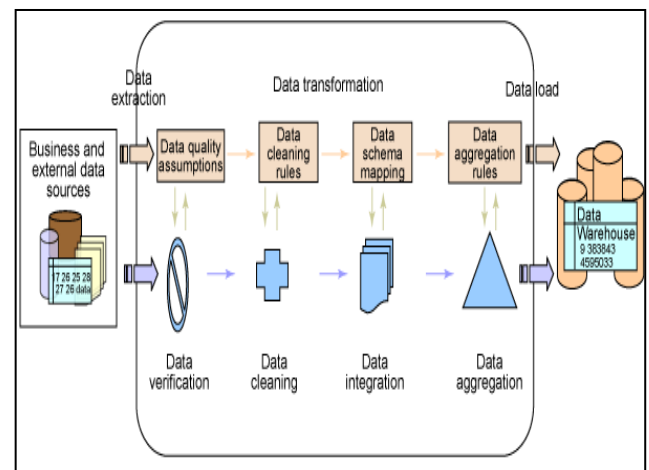 Data
extraction
Data transformation
Data load
Business and
external data
sources
17 26 25 28
27 26 data
Data quality
assumptions
Data
cleaning
rules
Data
schema
mapping
Data
aggregation
rules
Data
Warehouse
9 383843
4595033
Data
verification
Data
cleaning
Data
integration
Data
aggregation